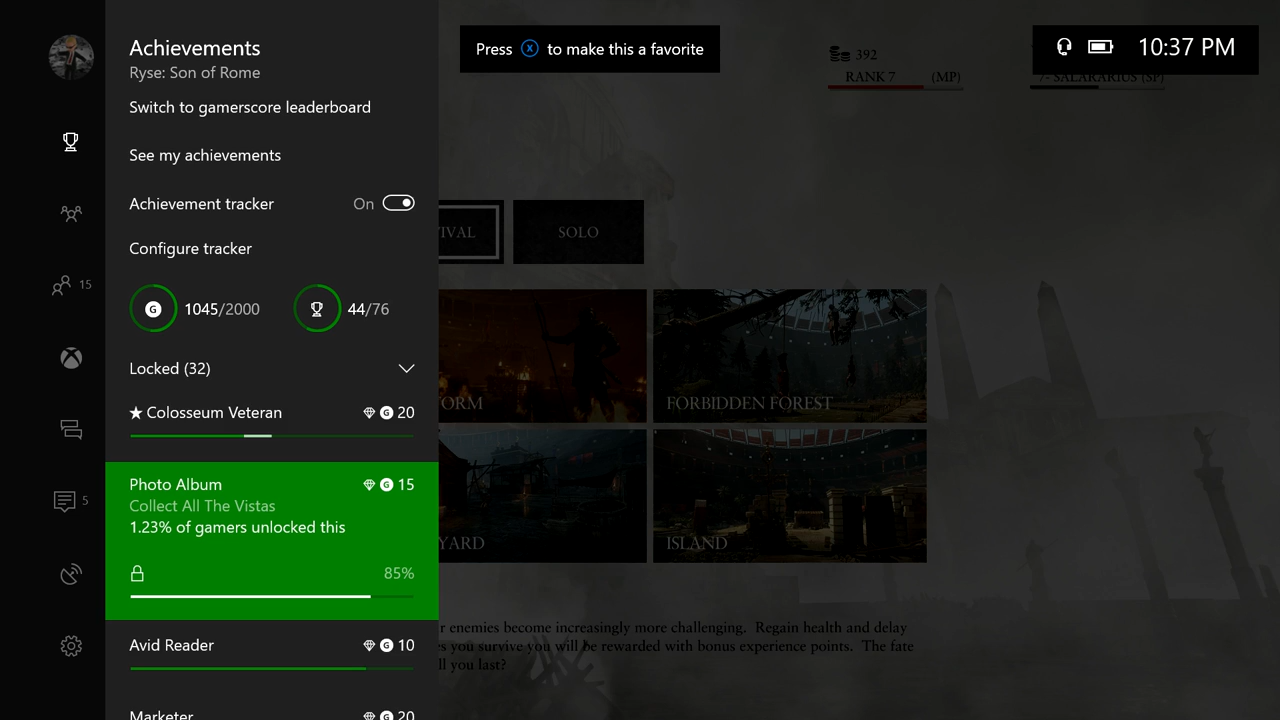 Achievements
Ryse: Son of Rome
Switch to gamerscore leaderboard
See my achievements
Achievement tracker On
Configure tracker
G 1045/2000 44/76
Locked (32)
★ Colosseum Veteran G 20
Photo Album G 15
Collect All The Vistas
1.23% of gamers unlocked this
85%
Avid Reader G 10
Marketer G 20
15
5
Press X to make this a favorite
392
RANK 7 (MP)
10:37 PM
SALARARIUS (SP)
SOLO
FORBIDDEN FOREST
ISLAND
enemies become increasingly more challenging. Regain health and delay
you survive you will be rewarded with bonus experience points. The fate
you last?